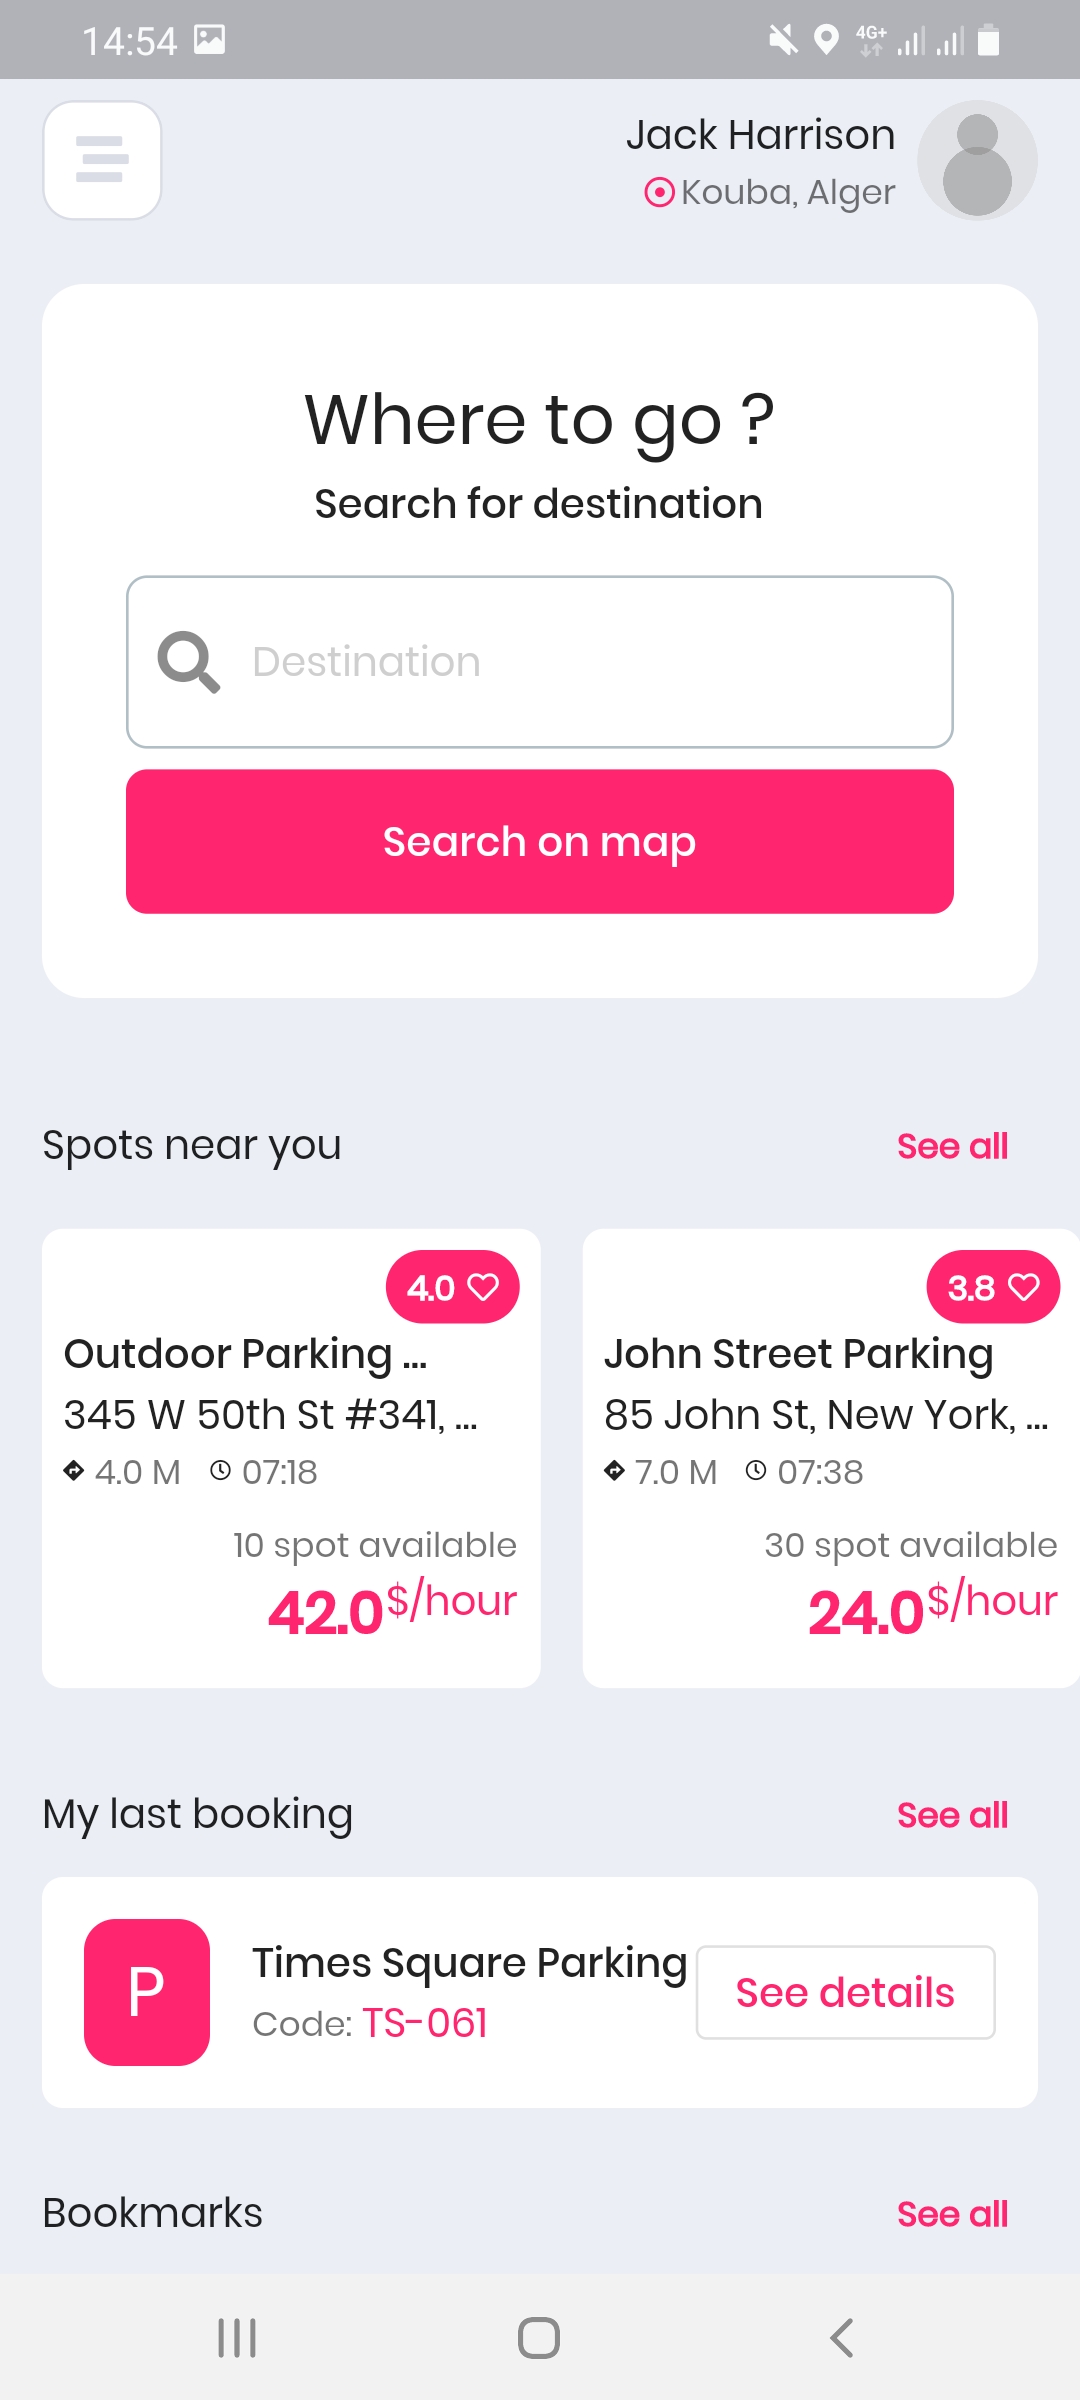 14:54
4G+
Jack Harrison
Kouba, Alger
Where to go ?
Search for destination
Destination
Search on map
Spots near you
See all
4.0
Outdoor Parking ...
345 W 50th St #341, ...
4.0 M
07:18
10 spot available
42.0$/hour
3.8
John Street Parking
85 John St, New York, ...
7.0 M
07:38
30 spot available
24.0$/hour
My last booking
See all
P
Times Square Parking
Code: TS-061
See details
Bookmarks
See all